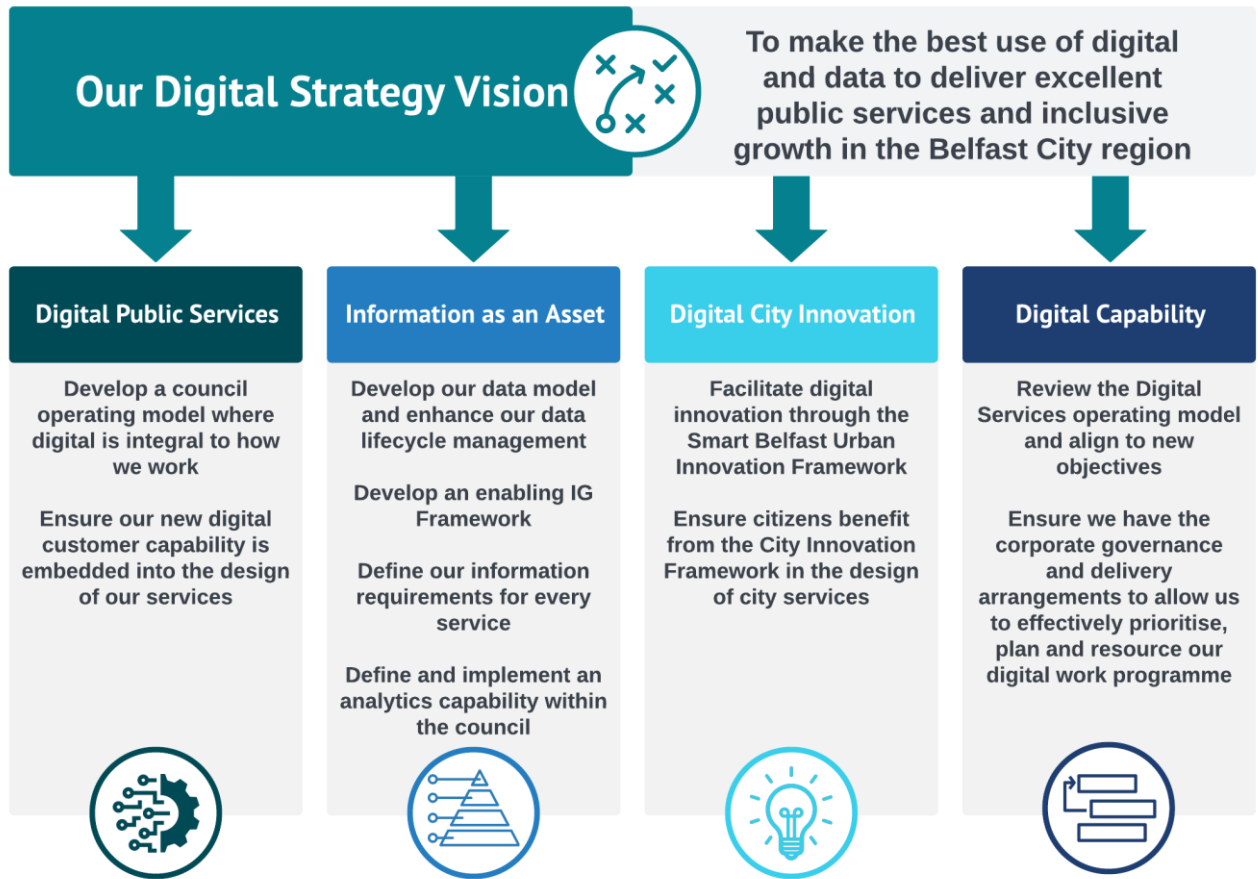 Our Digital Strategy Vision
To make the best use of digital
and data to deliver excellent
public services and inclusive
growth in the Belfast City region
Digital Public Services
Develop a council
operating model where
digital is integral to how
we work
Ensure our new digital
customer capability is
embedded into the design
of our services
Information as an Asset
Develop our data model
and enhance our data
lifecycle management
Develop an enabling IG
Framework
Define our information
requirements for every
service
Define and implement an
analytics capability within
the council
Digital City Innovation
Facilitate digital
innovation through the
Smart Belfast Urban
Innovation Framework
Ensure citizens benefit
from the City Innovation
Framework in the design
of city services
Digital Capability
Review the Digital
Services operating model
and align to new
objectives
Ensure we have the
corporate governance
and delivery
arrangements to allow us
to effectively prioritise,
plan and resource our
digital work programme